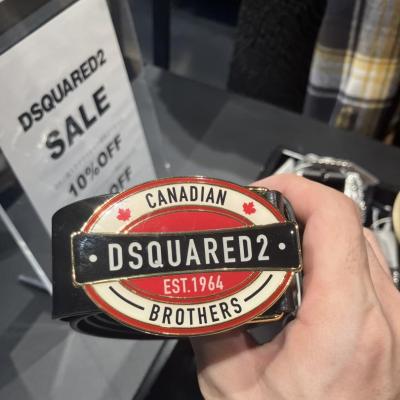 DSQUARED2
SALE
10% OFF
OFF
CANADIAN
DSQUARED2
EST.1964
BROTHERS